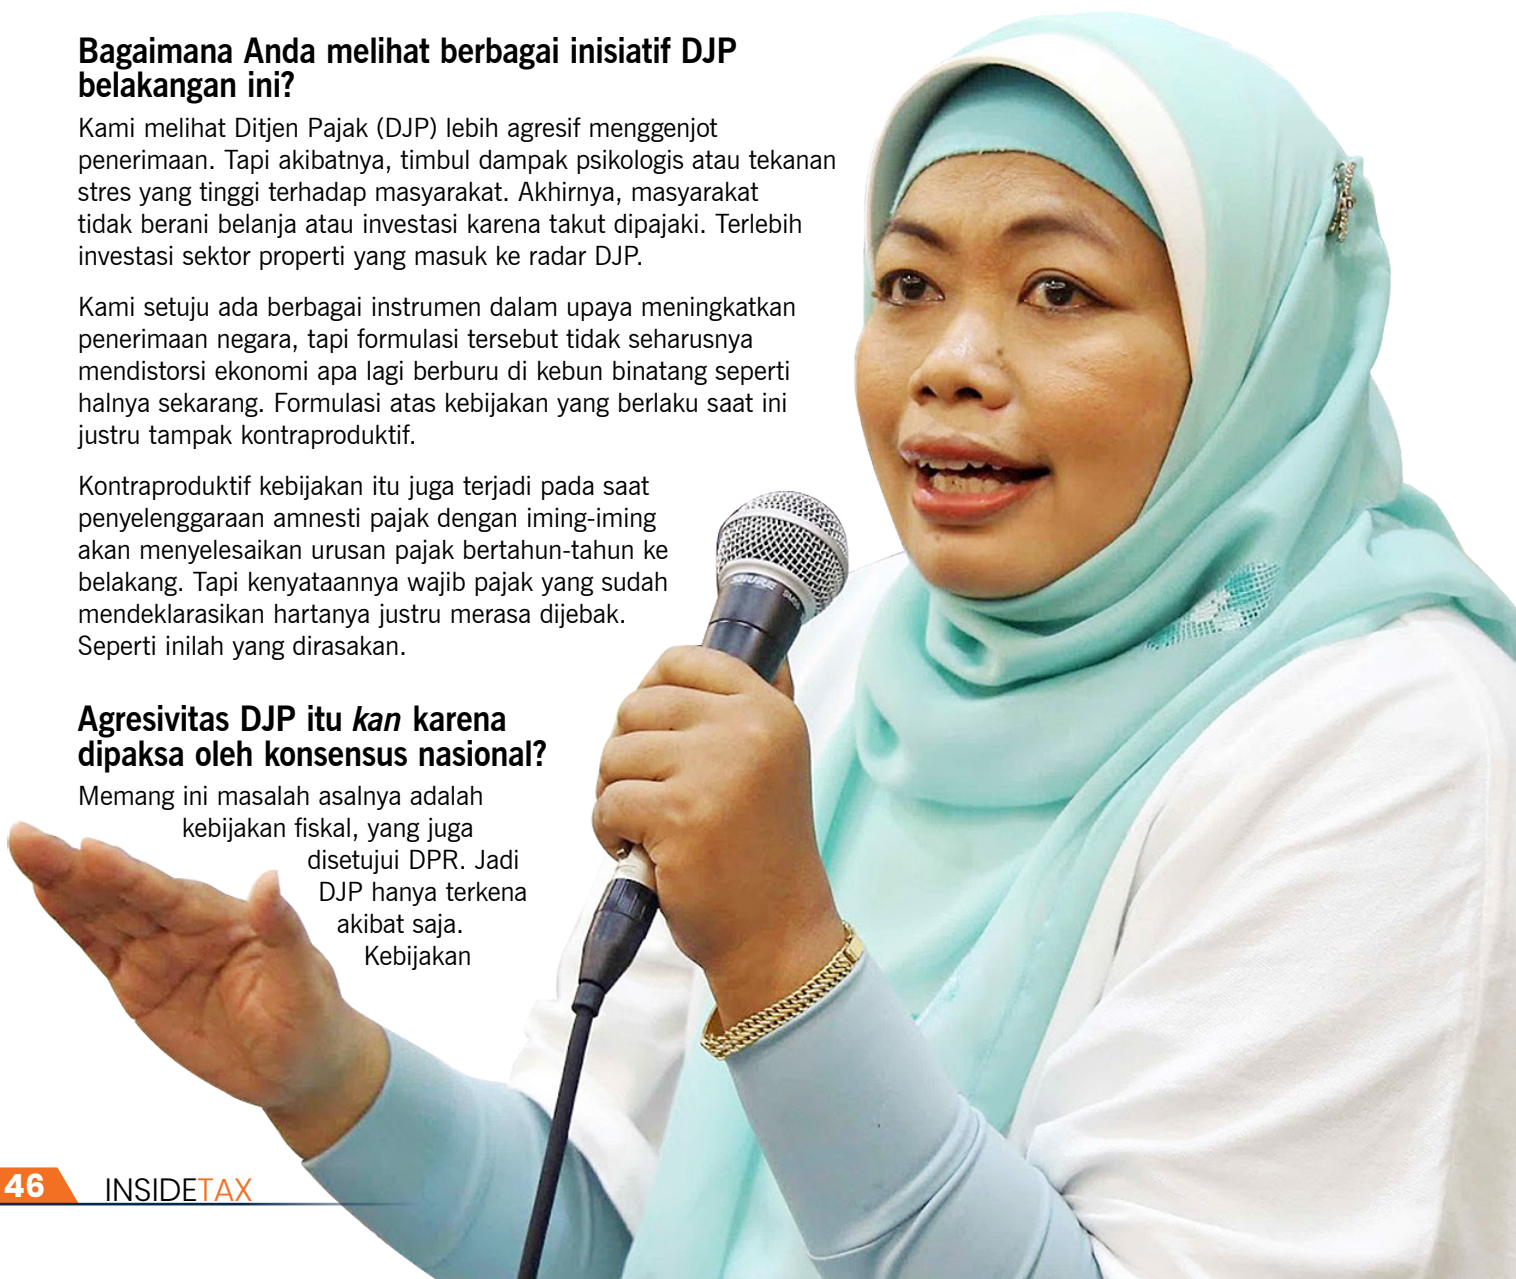 Bagaimana Anda melihat berbagai inisiatif DJP
belakangan ini?
Kami melihat Ditjen Pajak (DJP) lebih agresif menggenjot
penerimaan. Tapi akibatnya, timbul dampak psikologis atau tekanan
stres yang tinggi terhadap masyarakat. Akhirnya, masyarakat
tidak berani belanja atau investasi karena takut dipajaki. Terlebih
investasi sektor properti yang masuk ke radar DJP.
Kami setuju ada berbagai instrumen dalam upaya meningkatkan
penerimaan negara, tapi formulasi tersebut tidak seharusnya
mendistorsi ekonomi apa lagi berburu di kebun binatang seperti
halnya sekarang. Formulasi atas kebijakan yang berlaku saat ini
justru tampak kontraproduktif.
Kontraproduktif kebijakan itu juga terjadi pada saat
penyelenggaraan amnesti pajak dengan iming-iming
akan menyelesaikan urusan pajak bertahun-tahun ke
belakang. Tapi kenyataannya wajib pajak yang sudah
mendeklarasikan hartanya justru merasa dijebak.
Seperti inilah yang dirasakan.
Agresivitas DJP itu kan karena
dipaksa oleh konsensus nasional?
Memang ini masalah asalnya adalah
kebijakan fiskal, yang juga
disetujui DPR. Jadi
DJP hanya terkena
akibat saja.
Kebijakan
SHURE
46
INSIDETAX